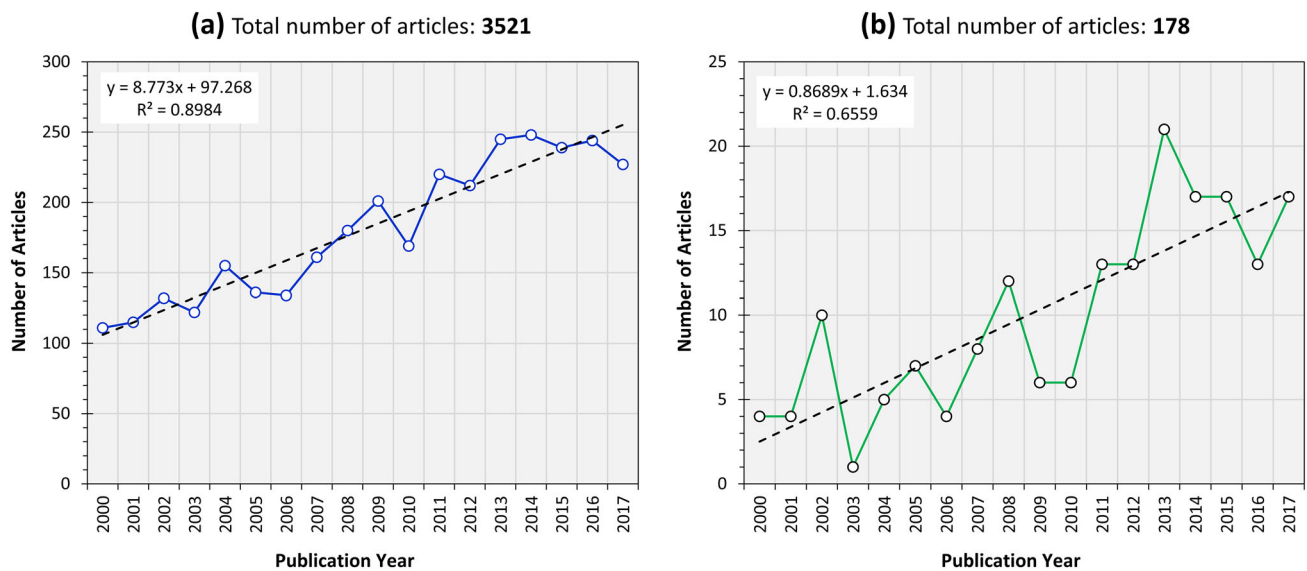 (a) Total number of articles: 3521
300
250
200
150
100
50
0
y = 8.773x + 97.268
R² = 0.8984
Number of Articles
2000 2001 2002 2003 2004 2005 2006 2007 2008 2009 2010 2011 2012 2013 2014 2015 2016 2017
Publication Year
(b) Total number of articles: 178
25
20
15
10
5
0
y = 0.8689x + 1.634
R² = 0.6559
Number of Articles
2000 2001 2002 2003 2004 2005 2006 2007 2008 2009 2010 2011 2012 2013 2014 2015 2016 2017
Publication Year